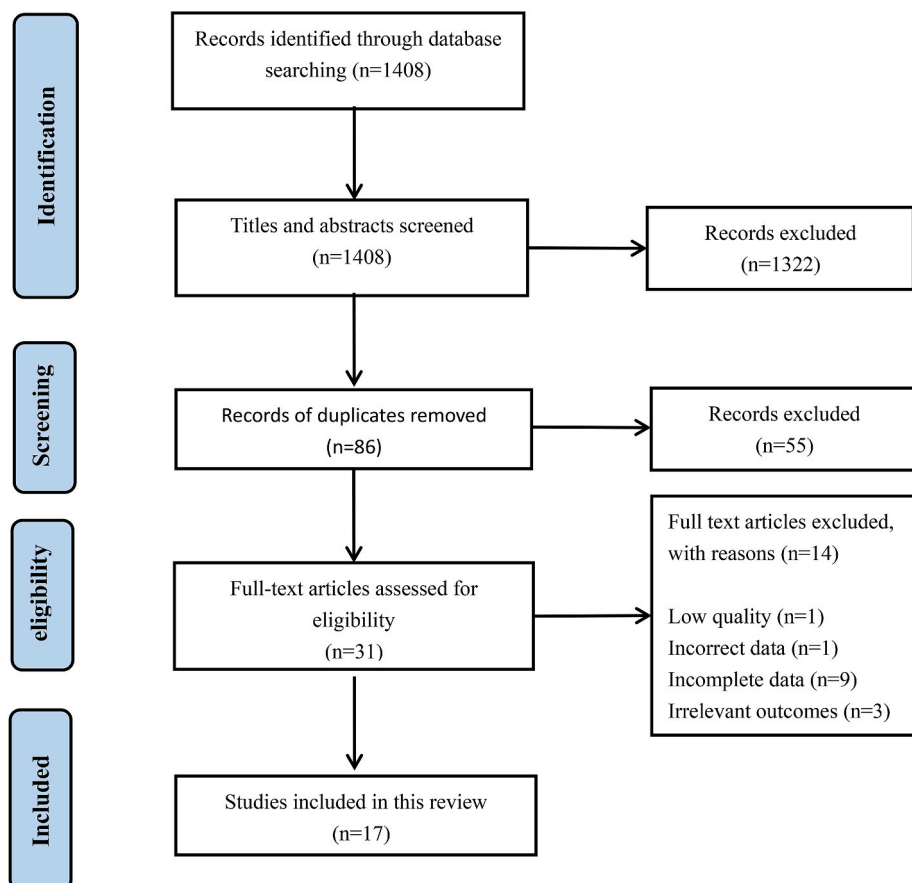 Identification
Records identified through database
searching (n=1408)
Titles and abstracts screened
(n=1408)
Records excluded
(n=1322)
Screening
Records of duplicates removed
(n=86)
Records excluded
(n=55)
eligibility
Full-text articles assessed for
eligibility
(n=31)
Full text articles excluded,
with reasons (n=14)
Low quality (n=1)
Incorrect data (n=1)
Incomplete data (n=9)
Irrelevant outcomes (n=3)
Included
Studies included in this review
(n=17)